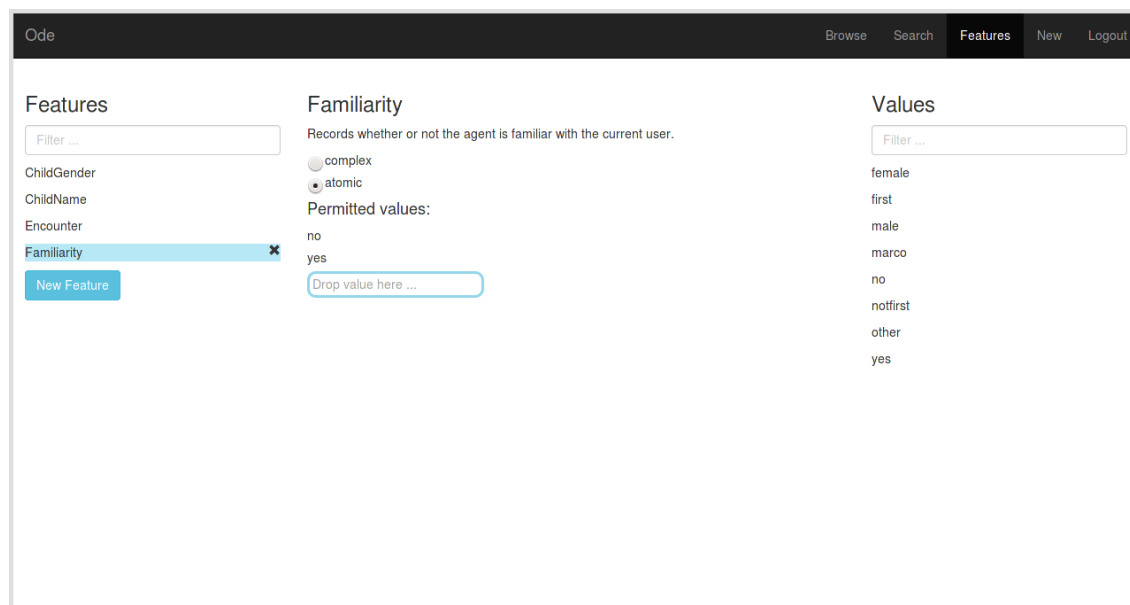 Ode
Browse Search Features New Logout
Features
Filter ...
ChildGender
ChildName
Encounter
Familiarity
New Feature
Familiarity
Records whether or not the agent is familiar with the current user.
complex
atomic
Permitted values:
no
yes
Drop value here ...
Values
Filter ...
female
first
male
marco
no
notfirst
other
yes